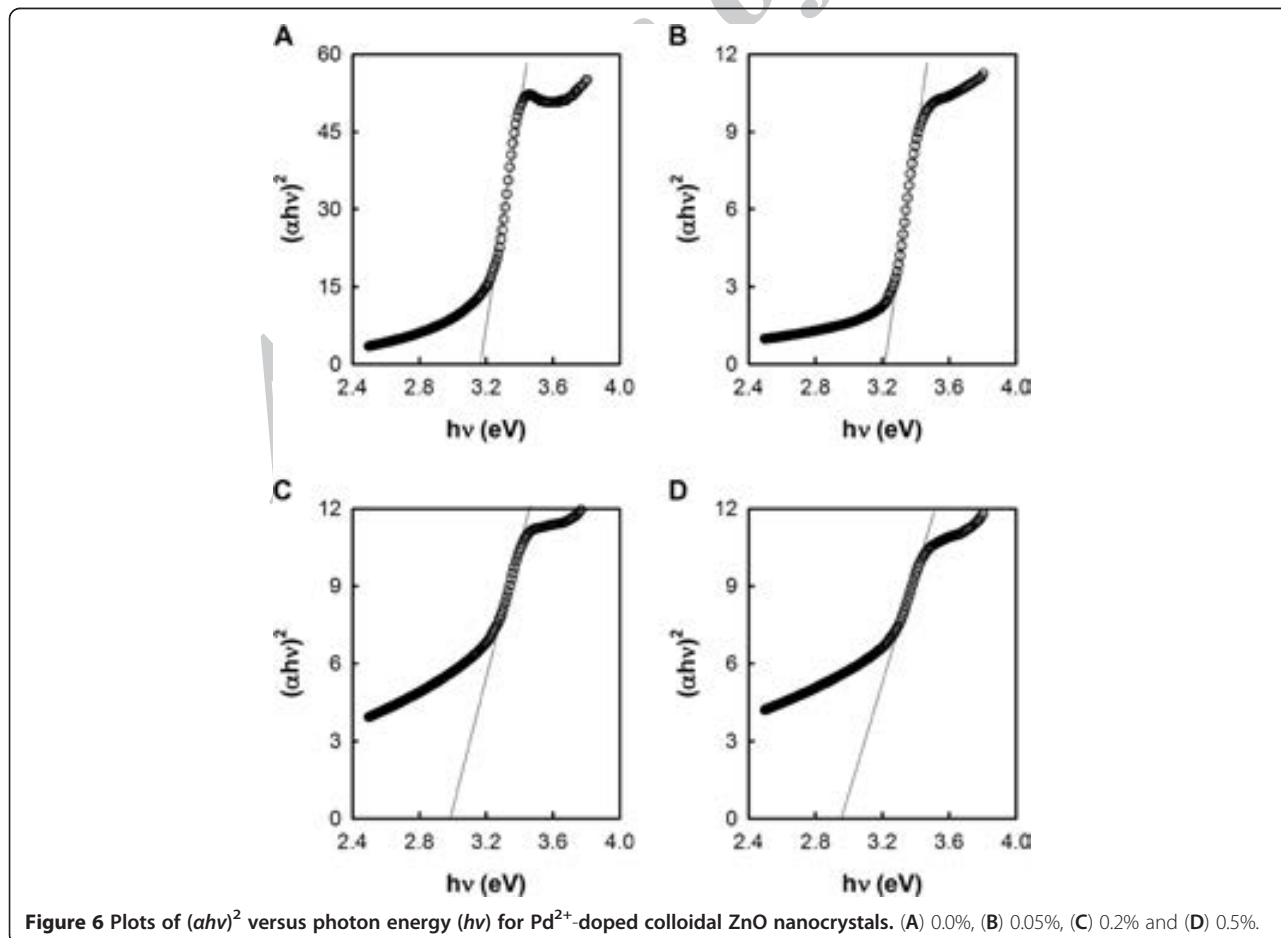 A
60
45
30
15
0
(αhν)²
2.4 2.8 3.2 3.6 4.0
hν (eV)
B
12
9
6
3
0
(αhν)²
2.4 2.8 3.2 3.6 4.0
hν (eV)
C
12
9
6
3
0
(αhν)²
2.4 2.8 3.2 3.6 4.0
hν (eV)
D
12
9
6
3
0
(αhν)²
2.4 2.8 3.2 3.6 4.0
hν (eV)
Figure 6 Plots of (αhν)² versus photon energy (hν) for Pd²⁺-doped colloidal ZnO nanocrystals. (A) 0.0%, (B) 0.05%, (C) 0.2% and (D) 0.5%.